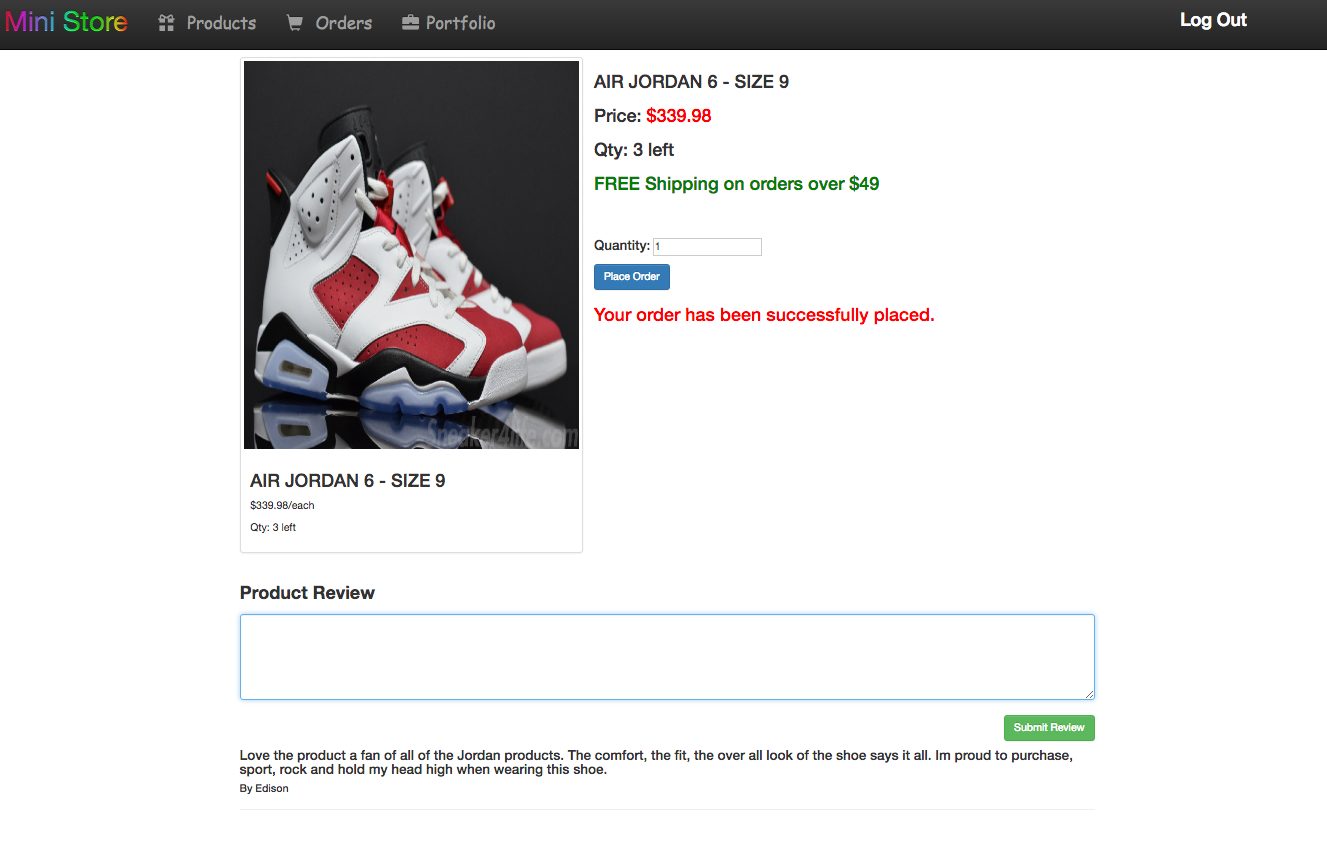 Mini Store Products Orders Portfolio Log Out
AIR JORDAN 6 - SIZE 9
Price: $339.98
Qty: 3 left
FREE Shipping on orders over $49
Quantity: 1
Place Order
Your order has been successfully placed.
Sneaker4life.com
AIR JORDAN 6 - SIZE 9
$339.98/each
Qty: 3 left
Product Review
Submit Review
Love the product a fan of all of the Jordan products. The comfort, the fit, the over all look of the shoe says it all. Im proud to purchase,
sport, rock and hold my head high when wearing this shoe.
By Edison